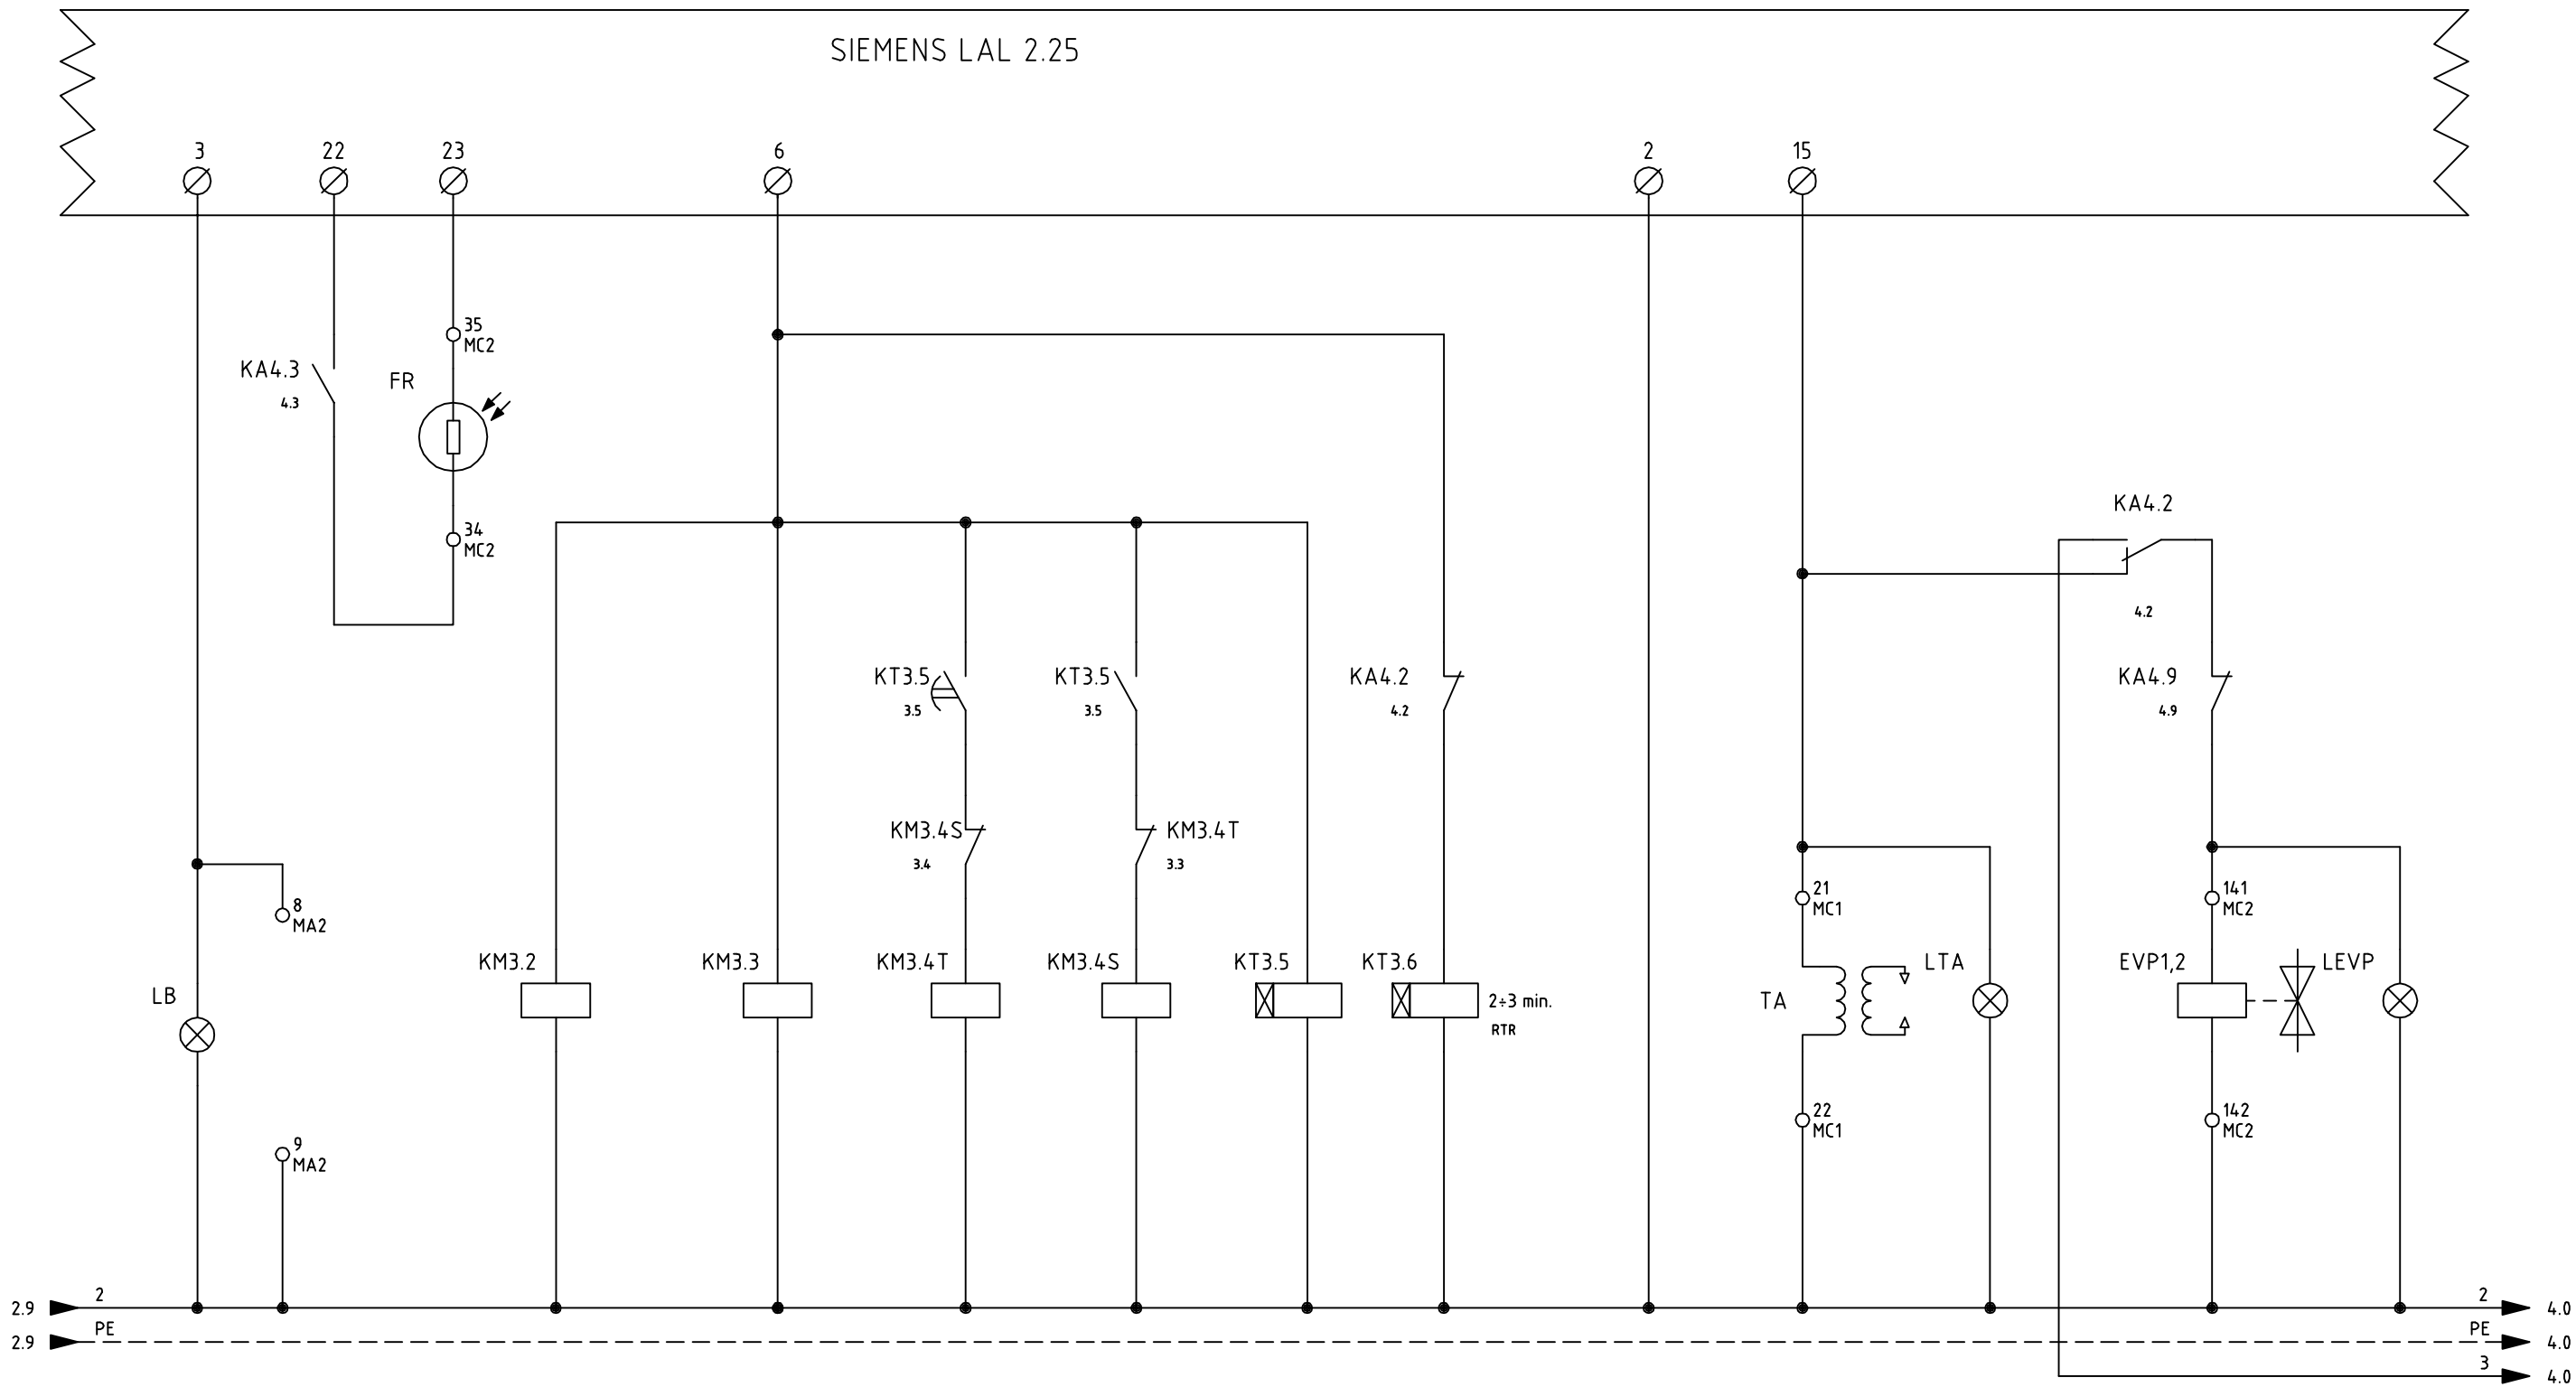 SIEMENS LAL 2.25
3
22
23
6
2
15
35
MC2
KA4.3
4.3
FR
34
MC2
KA4.2
4.2
KT3.5
3.5
KT3.5
3.5
KA4.2
4.2
KA4.9
4.9
KM3.4S
3.4
KM3.4T
3.3
8
MA2
21
MC1
141
MC2
LB
KM3.2
KM3.3
KM3.4T
KM3.4S
KT3.5
KT3.6
2÷3 min.
RTR
TA
LTA
EVP1,2
LEVP
22
MC1
142
MC2
9
MA2
2.9
2
2
4.0
2.9
PE
PE
4.0
3
4.0